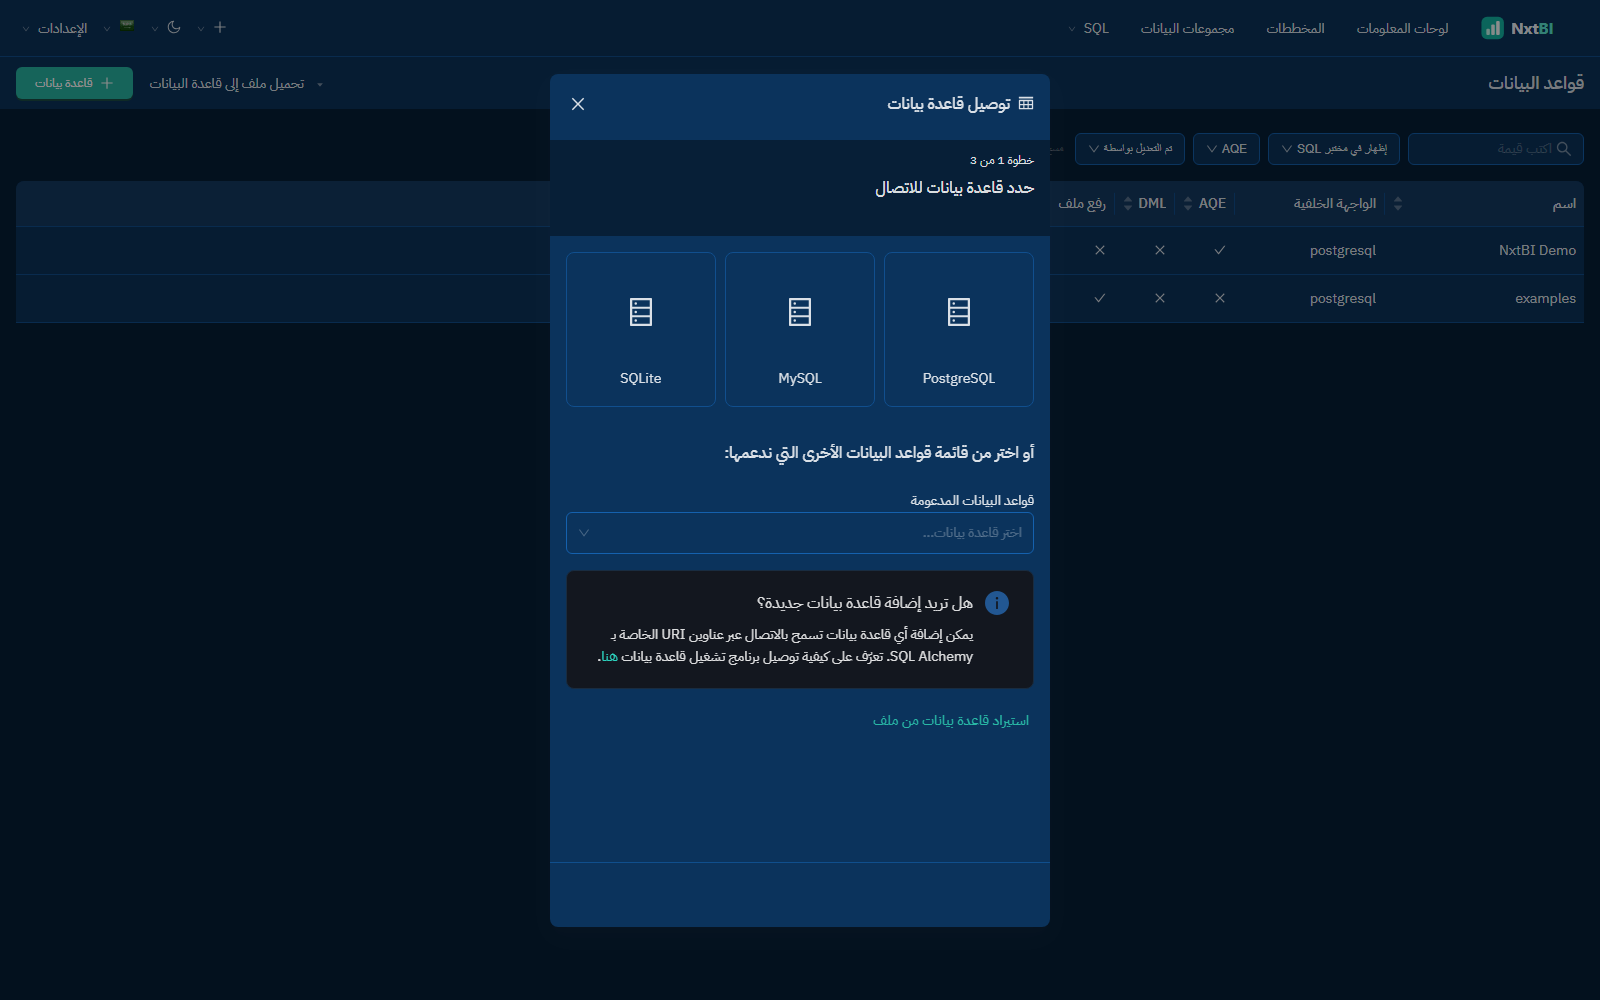 NxtBI
لوحات المعلومات
المخططات
مجموعات البيانات
SQL
الإعدادات
قواعد البيانات
تحميل ملف إلى قاعدة البيانات
قاعدة بيانات
اكتب قيمة
إظهار في مختبر SQL
AQE
تم التعديل بواسطة
اسم
الواجهة الخلفية
AQE
DML
رفع ملف
NxtBI Demo
postgresql
examples
postgresql
توصيل قاعدة بيانات
خطوة 1 من 3
حدد قاعدة بيانات للاتصال
PostgreSQL
MySQL
SQLite
أو اختر من قائمة قواعد البيانات الأخرى التي ندعمها:
قواعد البيانات المدعومة
اختر قاعدة بيانات...
هل تريد إضافة قاعدة بيانات جديدة؟
يمكن إضافة أي قاعدة بيانات تسمح بالاتصال عبر عناوين URI الخاصة بـ
SQL Alchemy. تعرّف على كيفية توصيل برنامج تشغيل قاعدة بيانات هنا.
استيراد قاعدة بيانات من ملف